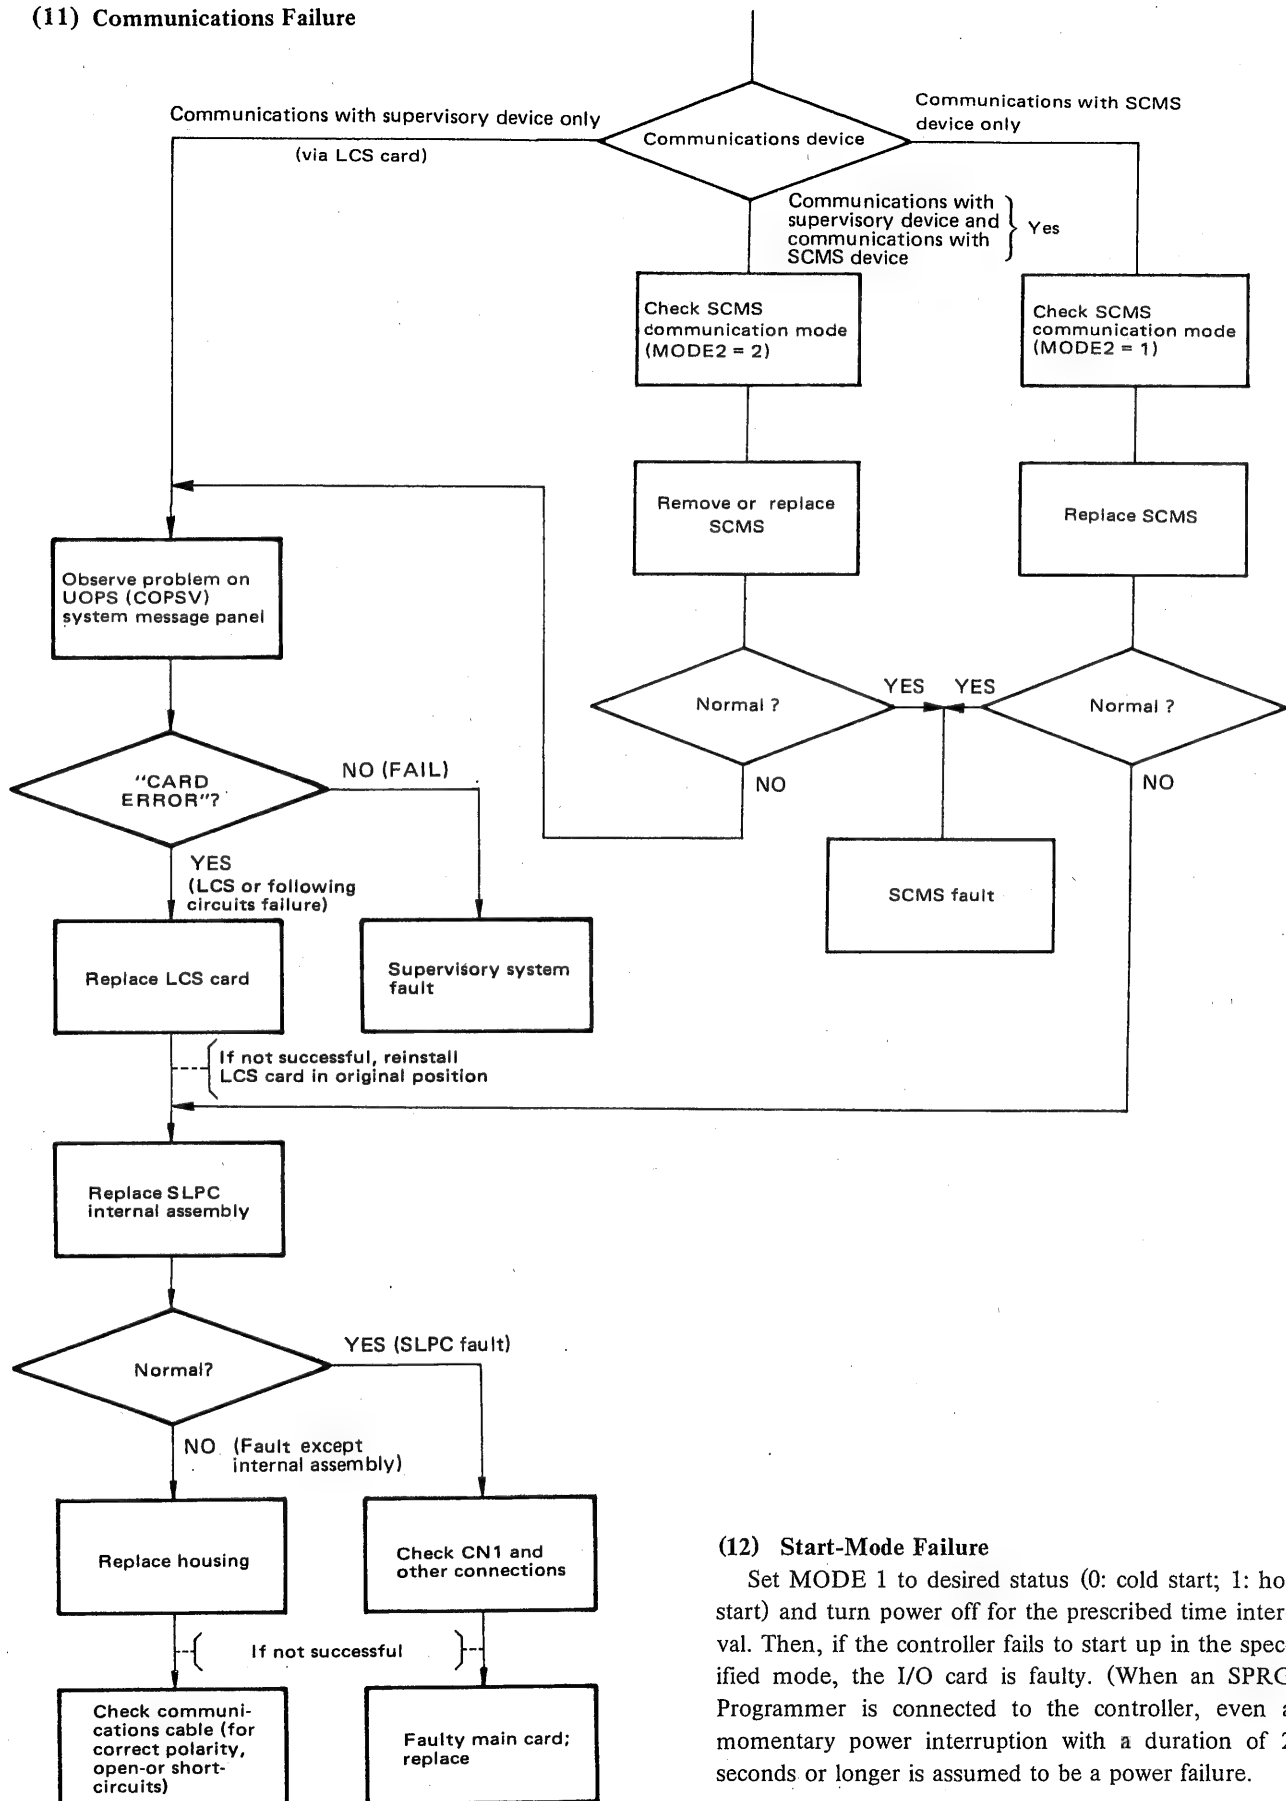 (11) Communications Failure
Communications with supervisory device only
(via LCS card)
Communications device
Communications with SCMS
device only
Communications with
supervisory device and
communications with
SCMS device
Yes
Check SCMS
communication mode
(MODE2 = 2)
Check SCMS
communication mode
(MODE2 = 1)
Remove or replace
SCMS
Replace SCMS
Observe problem on
UOPS (COPSV)
system message panel
Normal ?
YES
YES
Normal ?
NO
NO
"CARD
ERROR"?
NO (FAIL)
YES
(LCS or following
circuits failure)
SCMS fault
Replace LCS card
Supervisory system
fault
If not successful, reinstall
LCS card in original position
Replace SLPC
internal assembly
Normal?
YES (SLPC fault)
NO (Fault except
internal assembly)
Replace housing
Check CN1 and
other connections
If not successful
Check communi-
cations cable (for
correct polarity,
open-or short-
circuits)
Faulty main card;
replace
(12) Start-Mode Failure
Set MODE 1 to desired status (0: cold start; 1: ho
start) and turn power off for the prescribed time inter
val. Then, if the controller fails to start up in the spec
ified mode, the I/O card is faulty. (When an SPRG
Programmer is connected to the controller, even a
momentary power interruption with a duration of 2
seconds or longer is assumed to be a power failure.